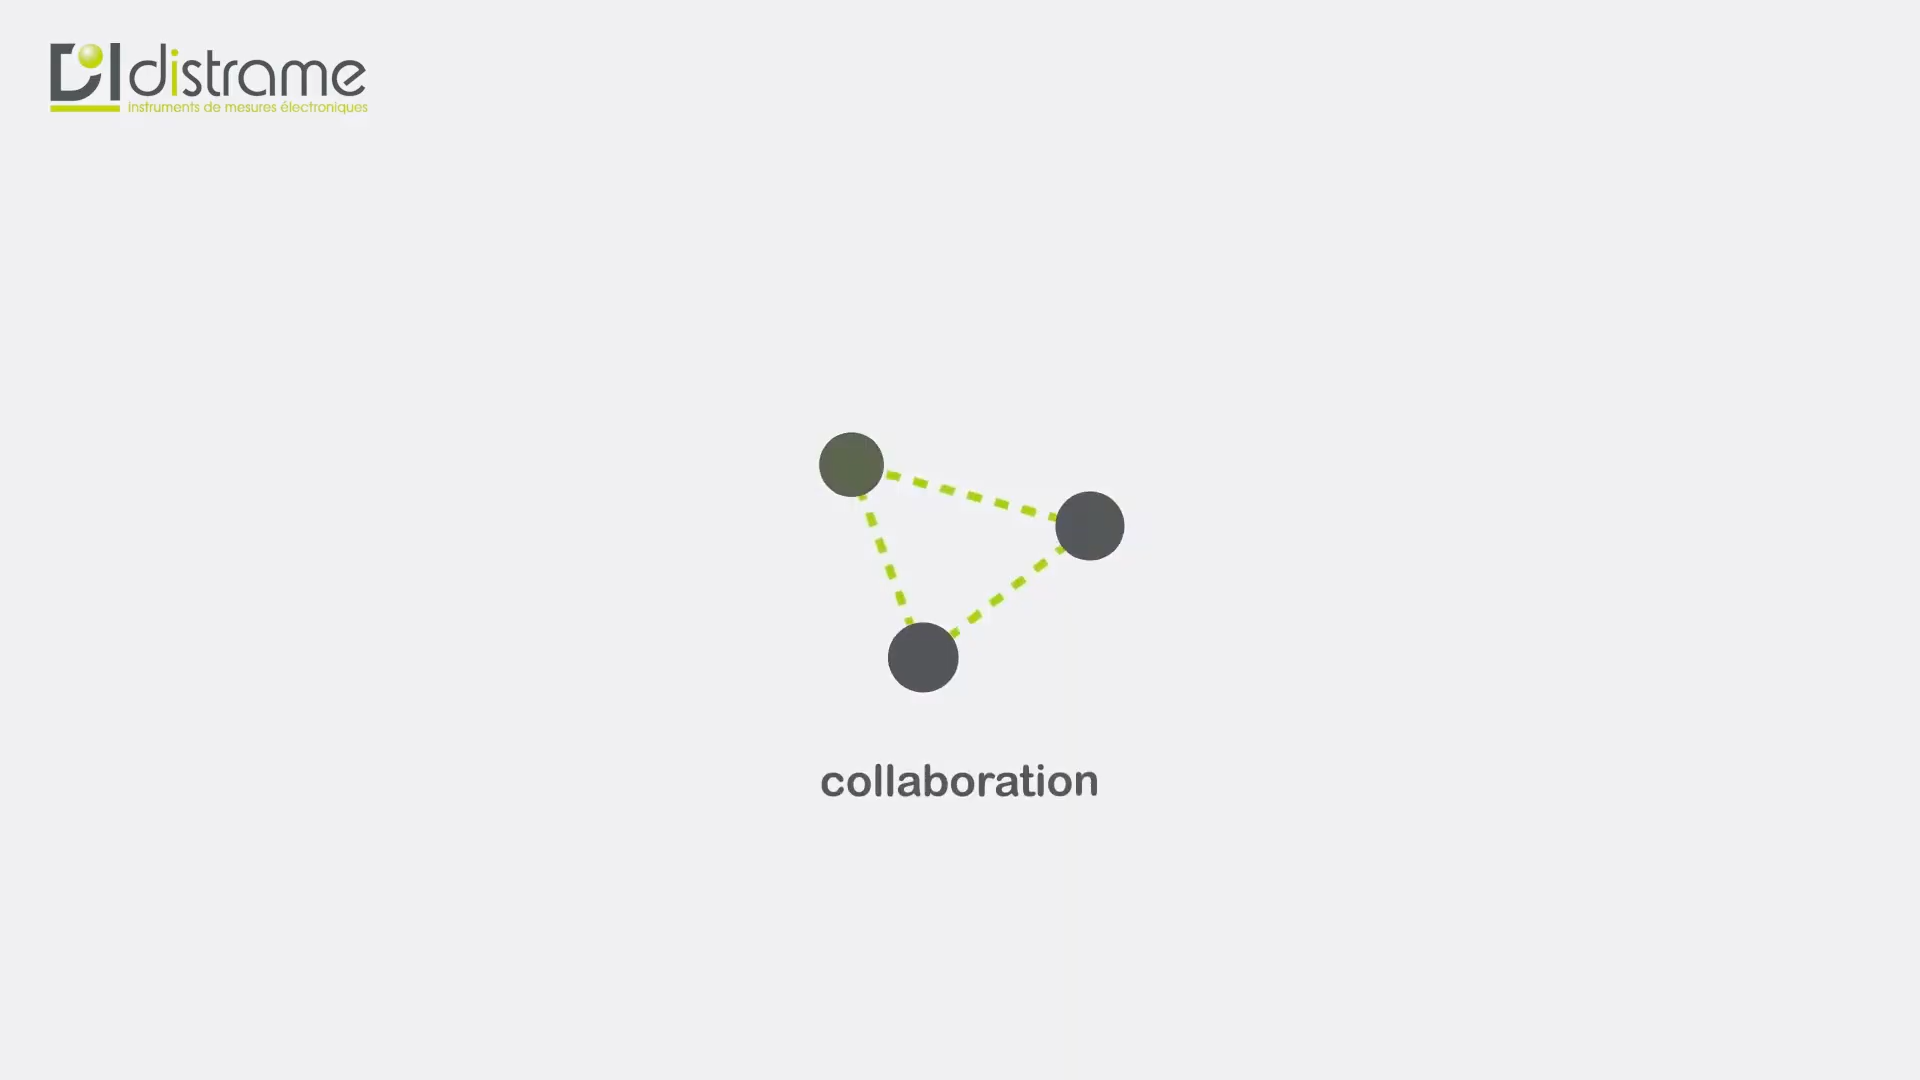 distrame
instruments de mesures électroniques
collaboration